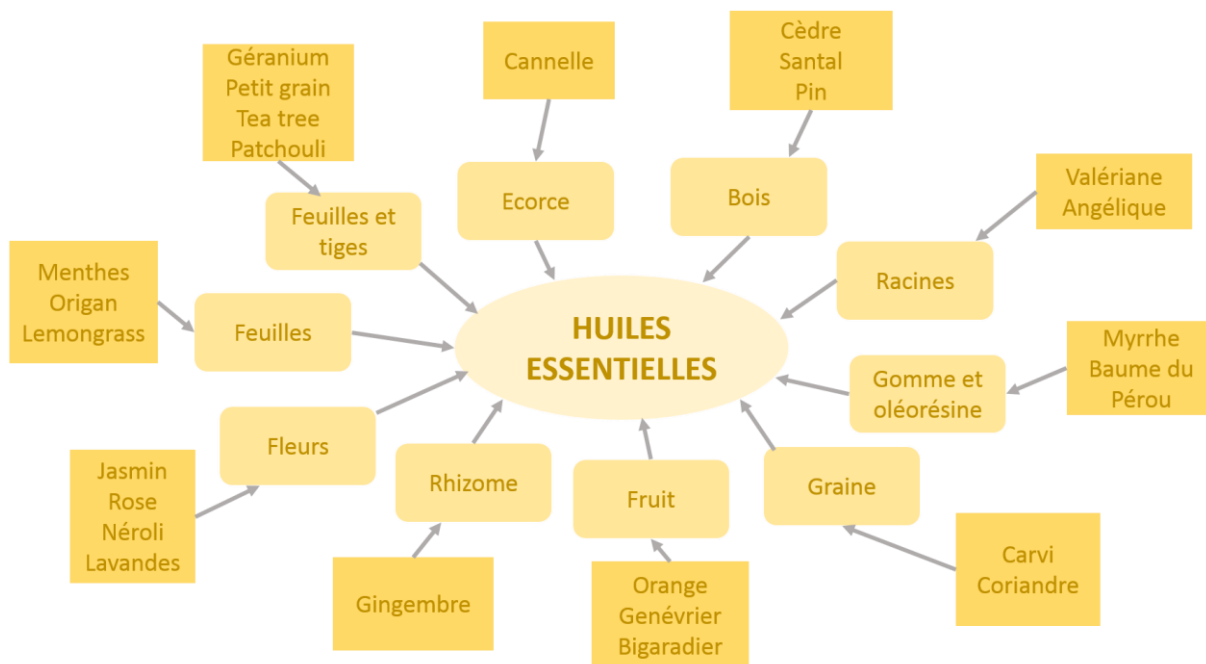 Géranium
Petit grain
Tea tree
Patchouli
Cannelle
Cèdre
Santal
Pin
Valériane
Angélique
Feuilles et
tiges
Ecorce
Bois
Racines
Menthes
Origan
Lemongrass
Feuilles
HUILES
ESSENTIELLES
Gomme et
oléorésine
Myrrhe
Baume du
Pérou
Fleurs
Rhizome
Fruit
Graine
Jasmin
Rose
Néroli
Lavandes
Gingembre
Orange
Genévrier
Bigaradier
Carvi
Coriandre